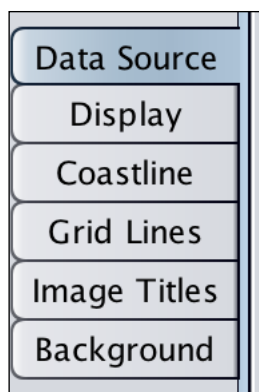 Data Source
Display
Coastline
Grid Lines
Image Titles
Background